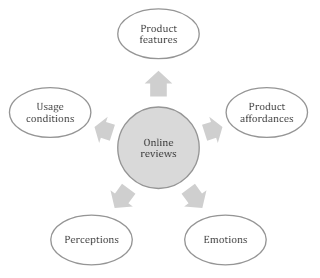 Product
features
Usage
conditions
Product
affordances
Online
reviews
Perceptions
Emotions